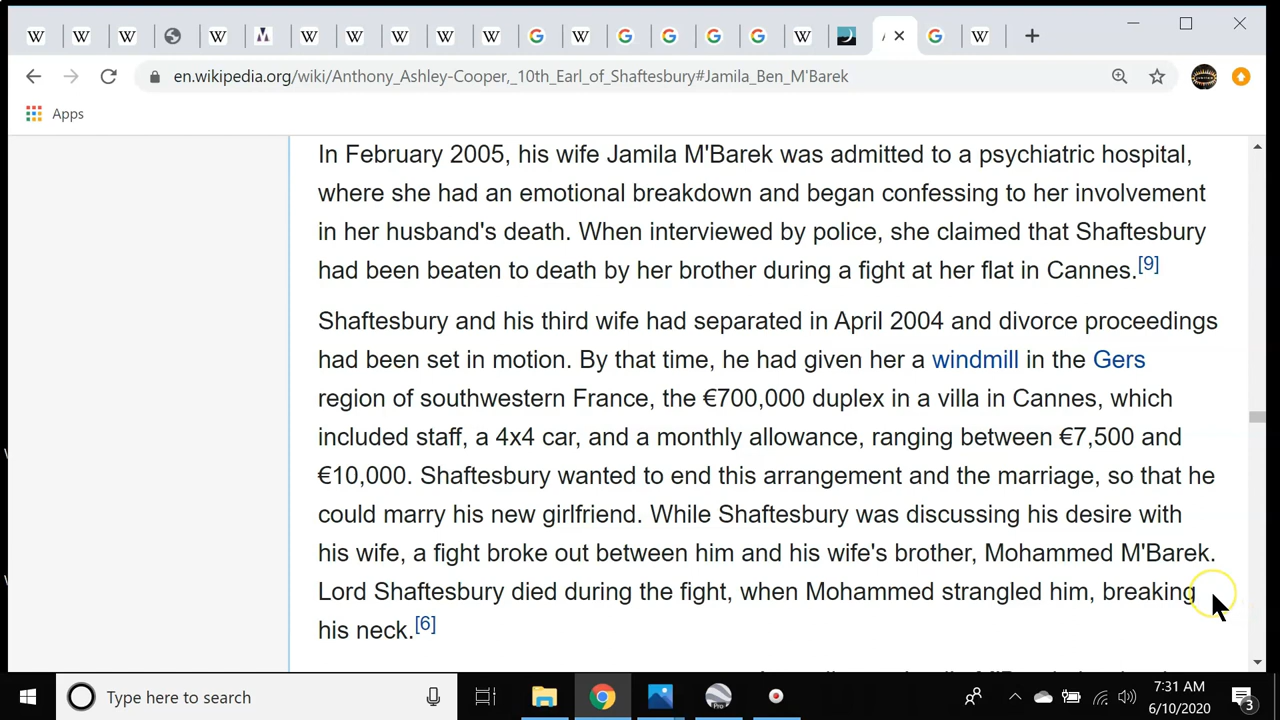 en.wikipedia.org/wiki/Anthony_Ashley-Cooper,_10th_Earl_of_Shaftesbury#Jamila_Ben_M'Barek
Apps
In February 2005, his wife Jamila M'Barek was admitted to a psychiatric hospital,
where she had an emotional breakdown and began confessing to her involvement
in her husband's death. When interviewed by police, she claimed that Shaftesbury
had been beaten to death by her brother during a fight at her flat in Cannes.[9]
Shaftesbury and his third wife had separated in April 2004 and divorce proceedings
had been set in motion. By that time, he had given her a windmill in the Gers
region of southwestern France, the €700,000 duplex in a villa in Cannes, which
included staff, a 4x4 car, and a monthly allowance, ranging between €7,500 and
€10,000. Shaftesbury wanted to end this arrangement and the marriage, so that he
could marry his new girlfriend. While Shaftesbury was discussing his desire with
his wife, a fight broke out between him and his wife's brother, Mohammed M'Barek.
Lord Shaftesbury died during the fight, when Mohammed strangled him, breaking
his neck.[6]
Type here to search
Pro
7:31 AM
6/10/2020
3